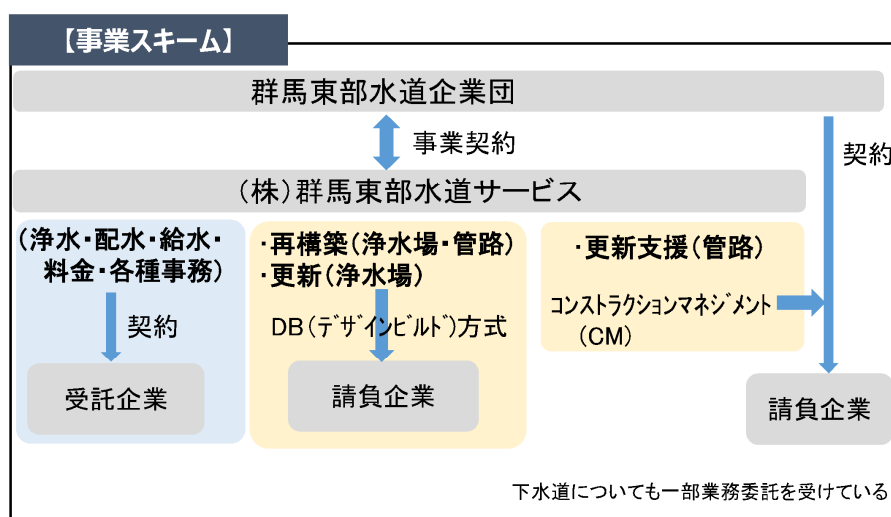 【事業スキーム】
群馬東部水道企業団
事業契約
契約
(株)群馬東部水道サービス
(浄水・配水・給水・
料金・各種事務)
契約
受託企業
・再構築(浄水場・管路)
・更新(浄水場)
DB(ﾃﾞｻﾞｲﾝﾋﾞﾙﾄﾞ)方式
請負企業
・更新支援(管路)
ｺﾝｽﾄﾗｸｼｮﾝﾏﾈｼﾞﾒﾝﾄ
(CM)
請負企業
下水道についても一部業務委託を受けている